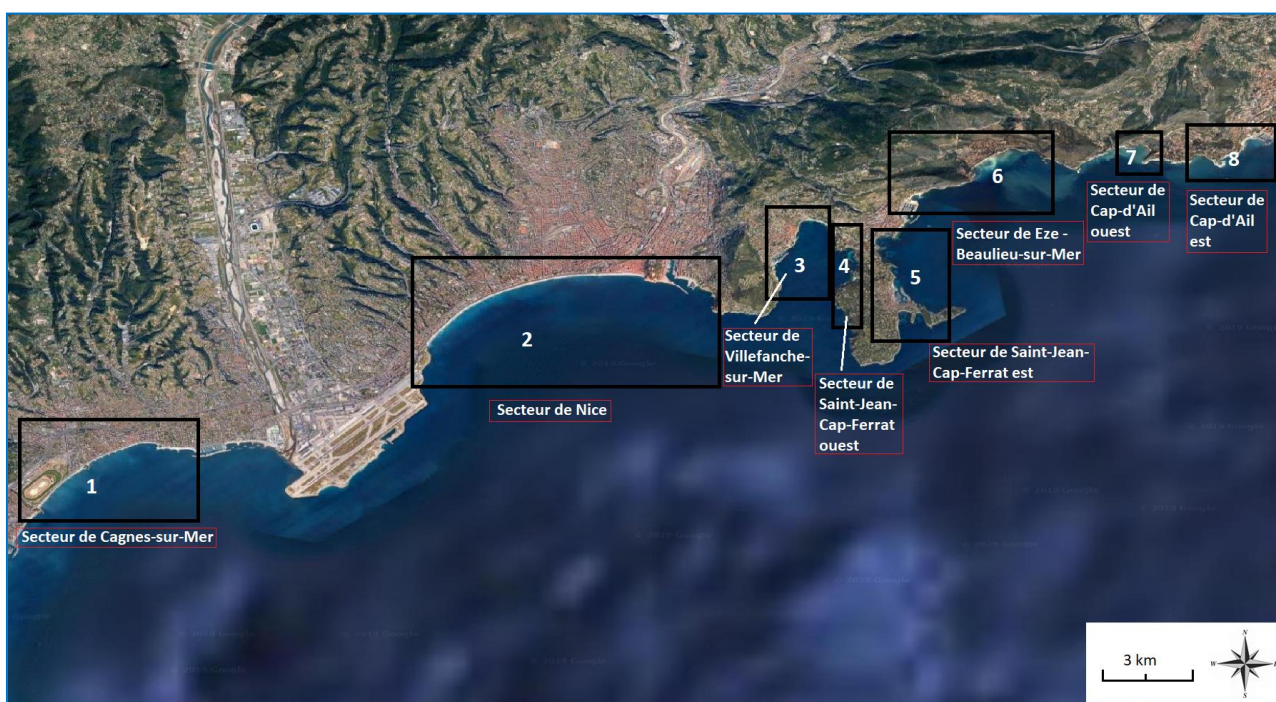 1
Secteur de Cagnes-sur-Mer
2
Secteur de Nice
3
Secteur de
Villefanche-
sur-Mer
4
Secteur de
Saint-Jean-
Cap-Ferrat
ouest
5
Secteur de Saint-Jean-
Cap-Ferrat est
6
Secteur de Eze -
Beaulieu-sur-Mer
7
Secteur de
Cap-d'Ail
ouest
8
Secteur de
Cap-d'Ail
est
3 km
N
W
S